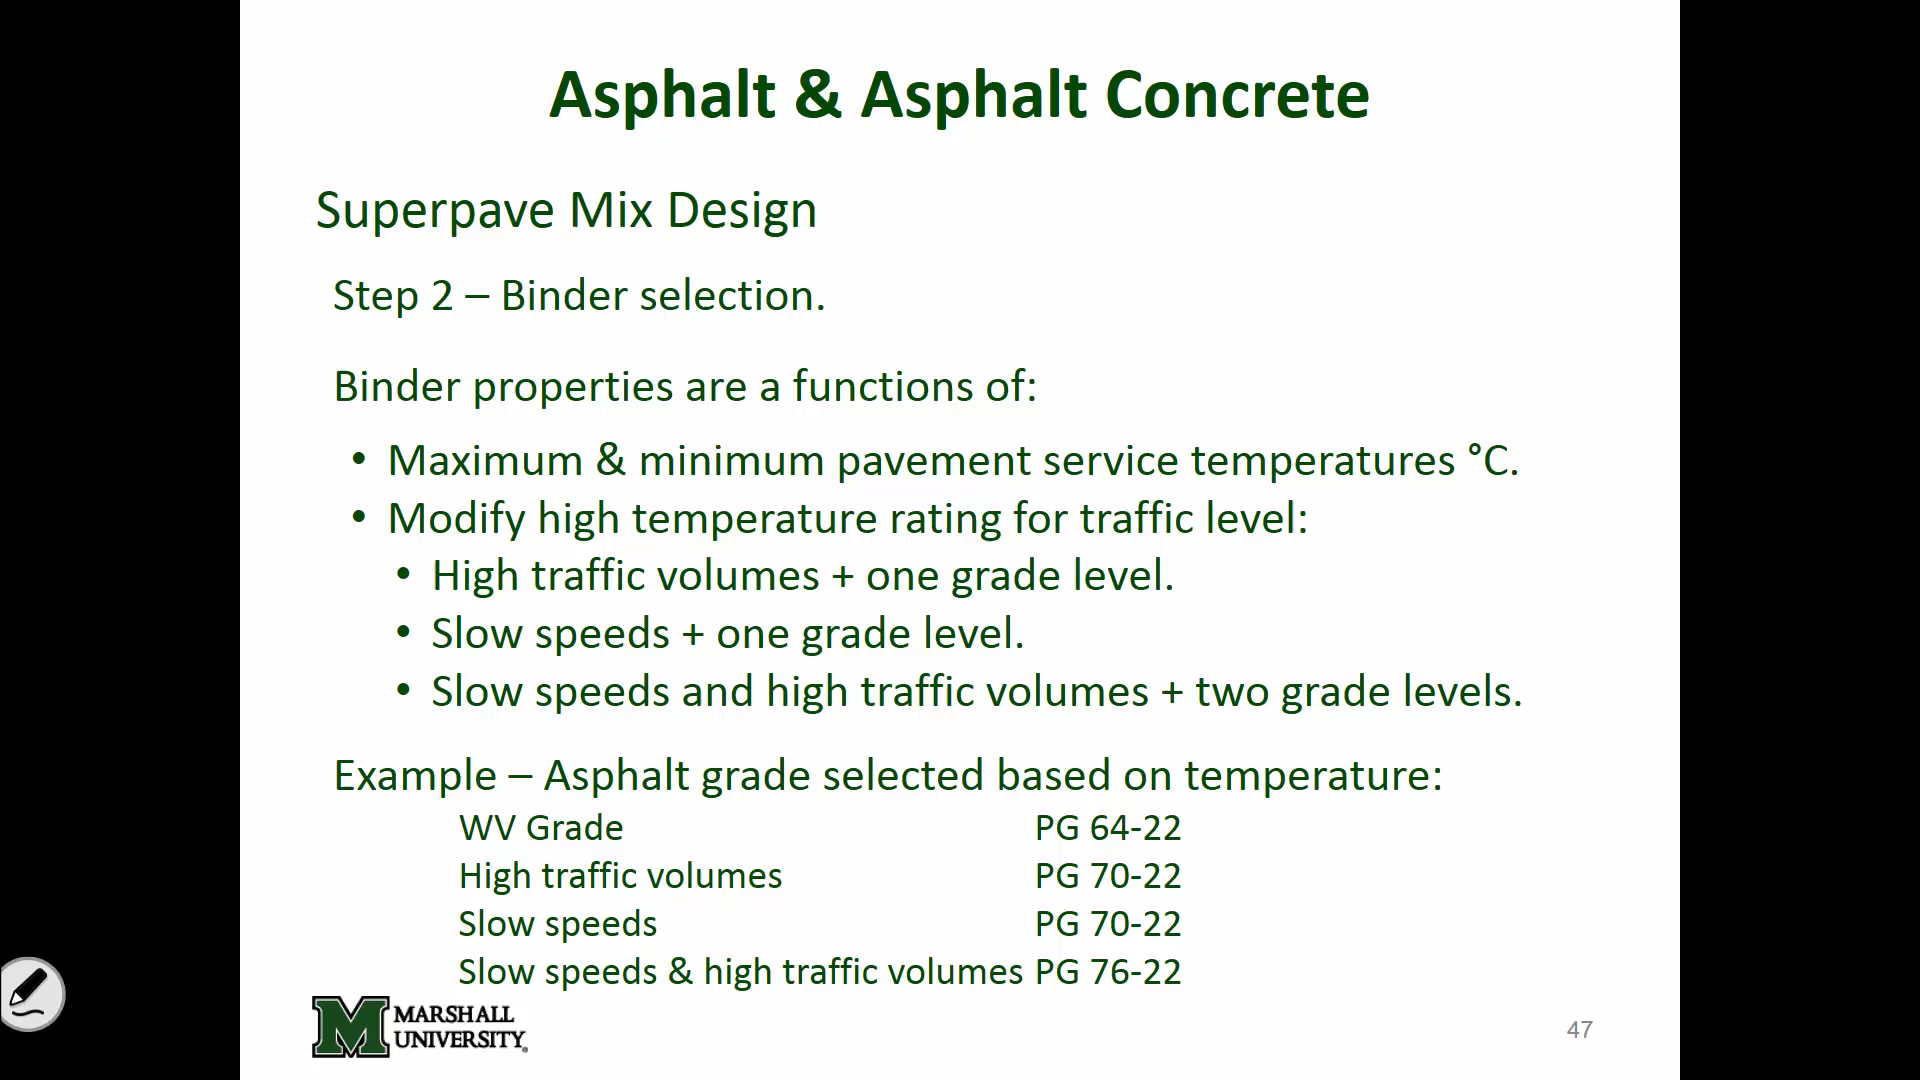 Asphalt & Asphalt Concrete
Superpave Mix Design
Step 2 – Binder selection.
Binder properties are a functions of:
• Maximum & minimum pavement service temperatures °C.
• Modify high temperature rating for traffic level:
• High traffic volumes + one grade level.
• Slow speeds + one grade level.
• Slow speeds and high traffic volumes + two grade levels.
Example – Asphalt grade selected based on temperature:
WV Grade PG 64-22
High traffic volumes PG 70-22
Slow speeds PG 70-22
Slow speeds & high traffic volumes PG 76-22
M MARSHALL
UNIVERSITY®
47